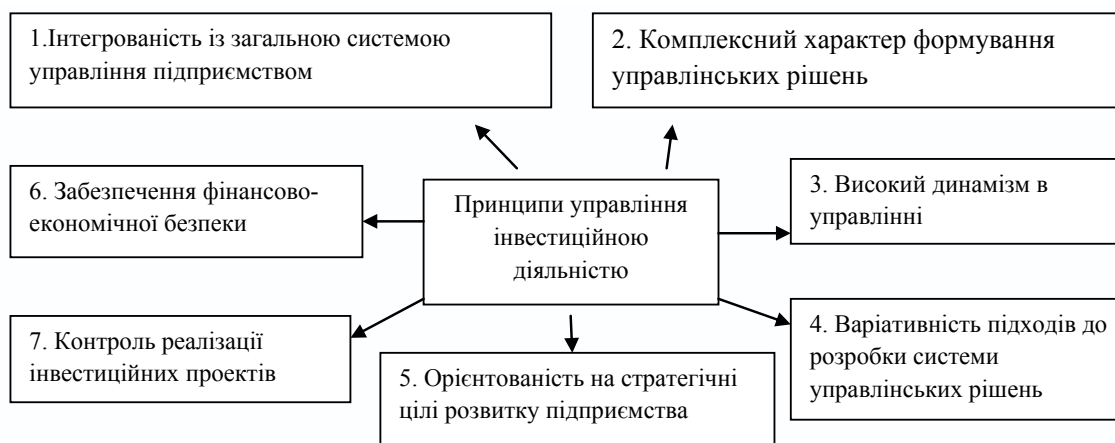 1.Інтегрованість із загальною системою
управління підприємством
2. Комплексний характер формування
управлінських рішень
6. Забезпечення фінансово-
економічної безпеки
Принципи управління
інвестиційною
діяльністю
3. Високий динамізм в
управлінні
7. Контроль реалізації
інвестиційних проектів
5. Орієнтованість на стратегічні
цілі розвитку підприємства
4. Варіативність підходів до
розробки системи
управлінських рішень